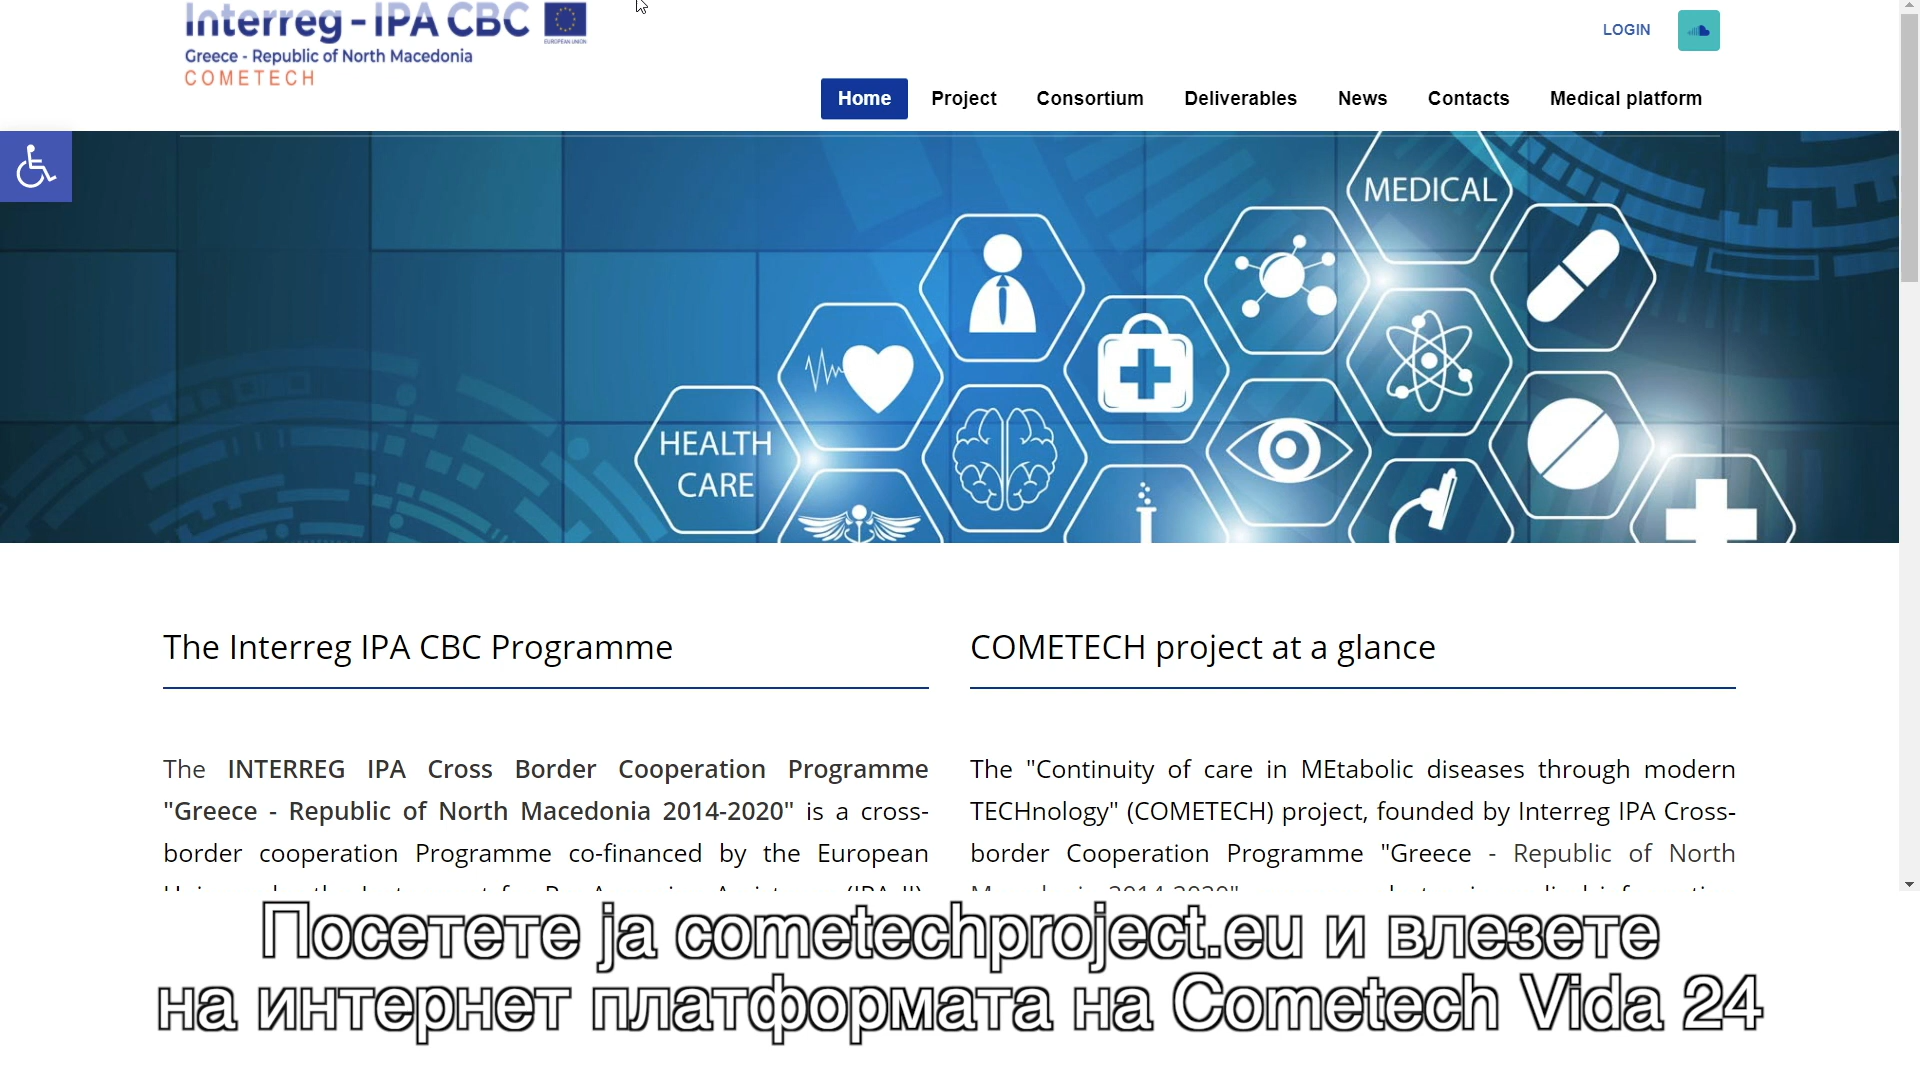 Interreg - IPA CBC
EUROPEAN UNION
Greece - Republic of North Macedonia
COMETECH
LOGIN
Home Project Consortium Deliverables News Contacts Medical platform
MEDICAL
HEALTH
CARE
The Interreg IPA CBC Programme
The INTERREG IPA Cross Border Cooperation Programme
"Greece - Republic of North Macedonia 2014-2020" is a cross-
border cooperation Programme co-financed by the European
COMETECH project at a glance
The "Continuity of care in MEtabolic diseases through modern
TECHnology" (COMETECH) project, founded by Interreg IPA Cross-
border Cooperation Programme "Greece - Republic of North
Посетете ја cometechproject.eu и влезете
на интернет платформата на Cometech Vida 24